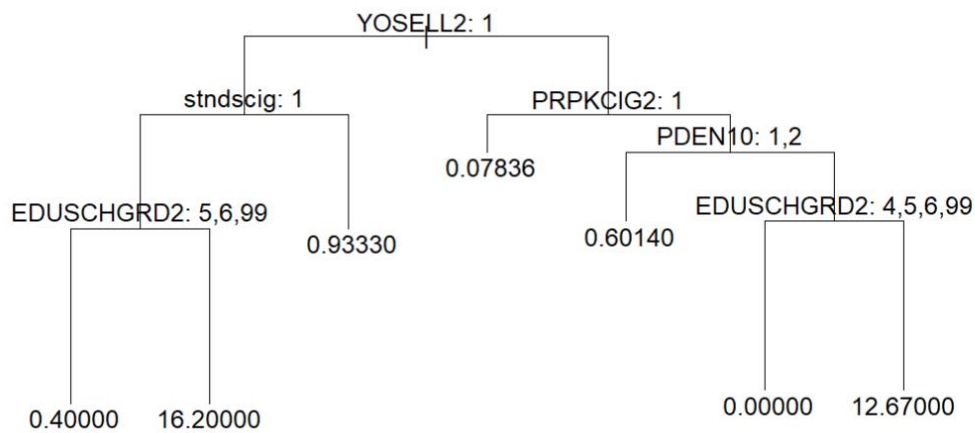 YOSELL2: 1
stndscig: 1
PRPKCIG2: 1
PDEN10: 1,2
0.07836
EDUSCHGRD2: 5,6,99
EDUSCHGRD2: 4,5,6,99
0.93330
0.60140
0.40000
16.20000
0.00000
12.67000